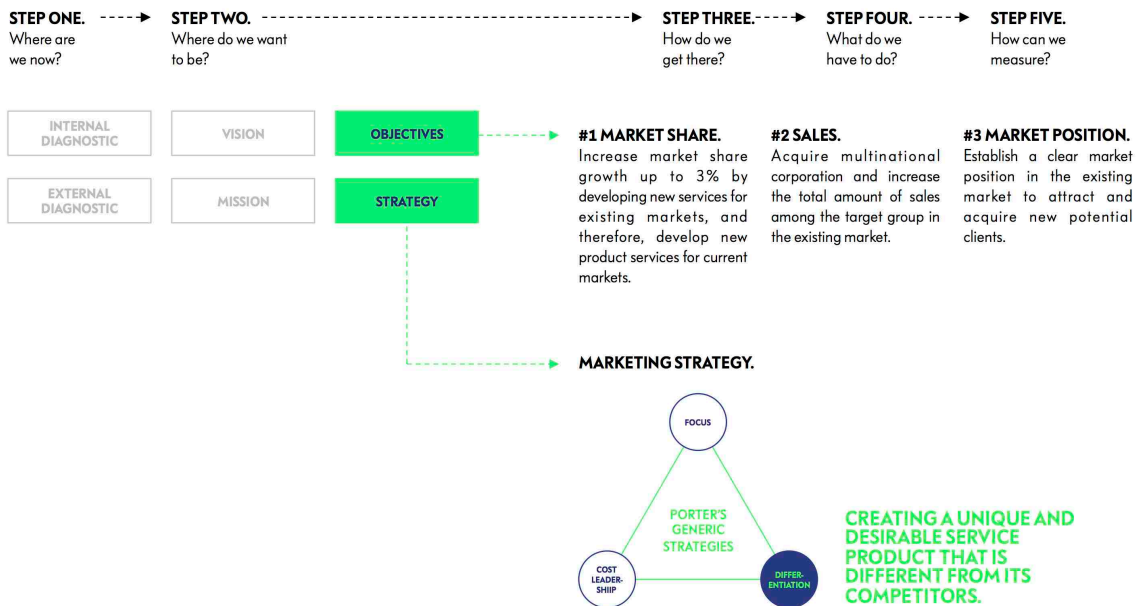 STEP ONE.
Where are
we now?
STEP TWO.
Where do we want
to be?
STEP THREE.
How do we
get there?
STEP FOUR.
What do we
have to do?
STEP FIVE.
How can we
measure?
INTERNAL
DIAGNOSTIC
VISION
OBJECTIVES
EXTERNAL
DIAGNOSTIC
MISSION
STRATEGY
#1 MARKET SHARE.
Increase market share
growth up to 3% by
developing new services for
existing markets, and
therefore, develop new
product services for current
markets.
#2 SALES.
Acquire multinational
corporation and increase
the total amount of sales
among the target group in
the existing market.
#3 MARKET POSITION.
Establish a clear market
position in the existing
market to attract and
acquire new potential
clients.
MARKETING STRATEGY.
FOCUS
PORTER'S
GENERIC
STRATEGIES
COST
LEADER-
SHIIP
DIFFER-
ENTIATION
CREATING A UNIQUE AND
DESIRABLE SERVICE
PRODUCT THAT IS
DIFFERENT FROM ITS
COMPETITORS.